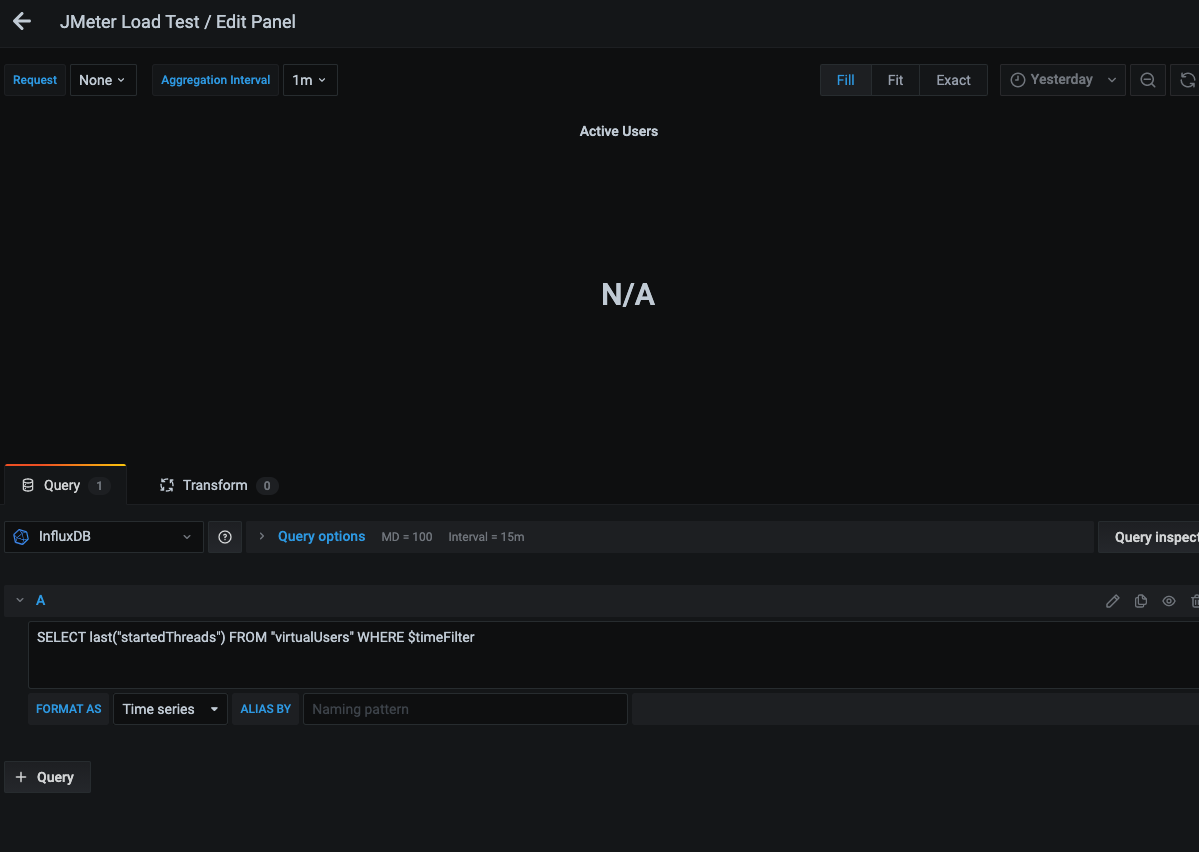 JMeter Load Test / Edit Panel
Request None Aggregation Interval 1m Fill Fit Exact Yesterday
Active Users
N/A
Query 1 Transform 0
InfluxDB Query options MD = 100 Interval = 15m Query inspect
A
SELECT last("startedThreads") FROM "virtualUsers" WHERE $timeFilter
FORMAT AS Time series ALIAS BY Naming pattern
+ Query